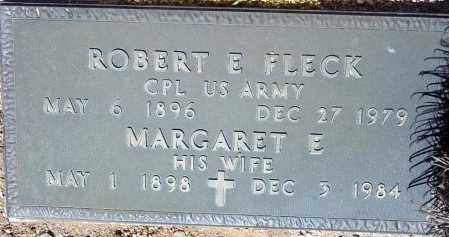 ROBERT E FLECK
CPL US ARMY
MAY 6 1896 DEC 27 1979
MARGARET E
HIS WIFE
MAY 1 1898 DEC 3 1984